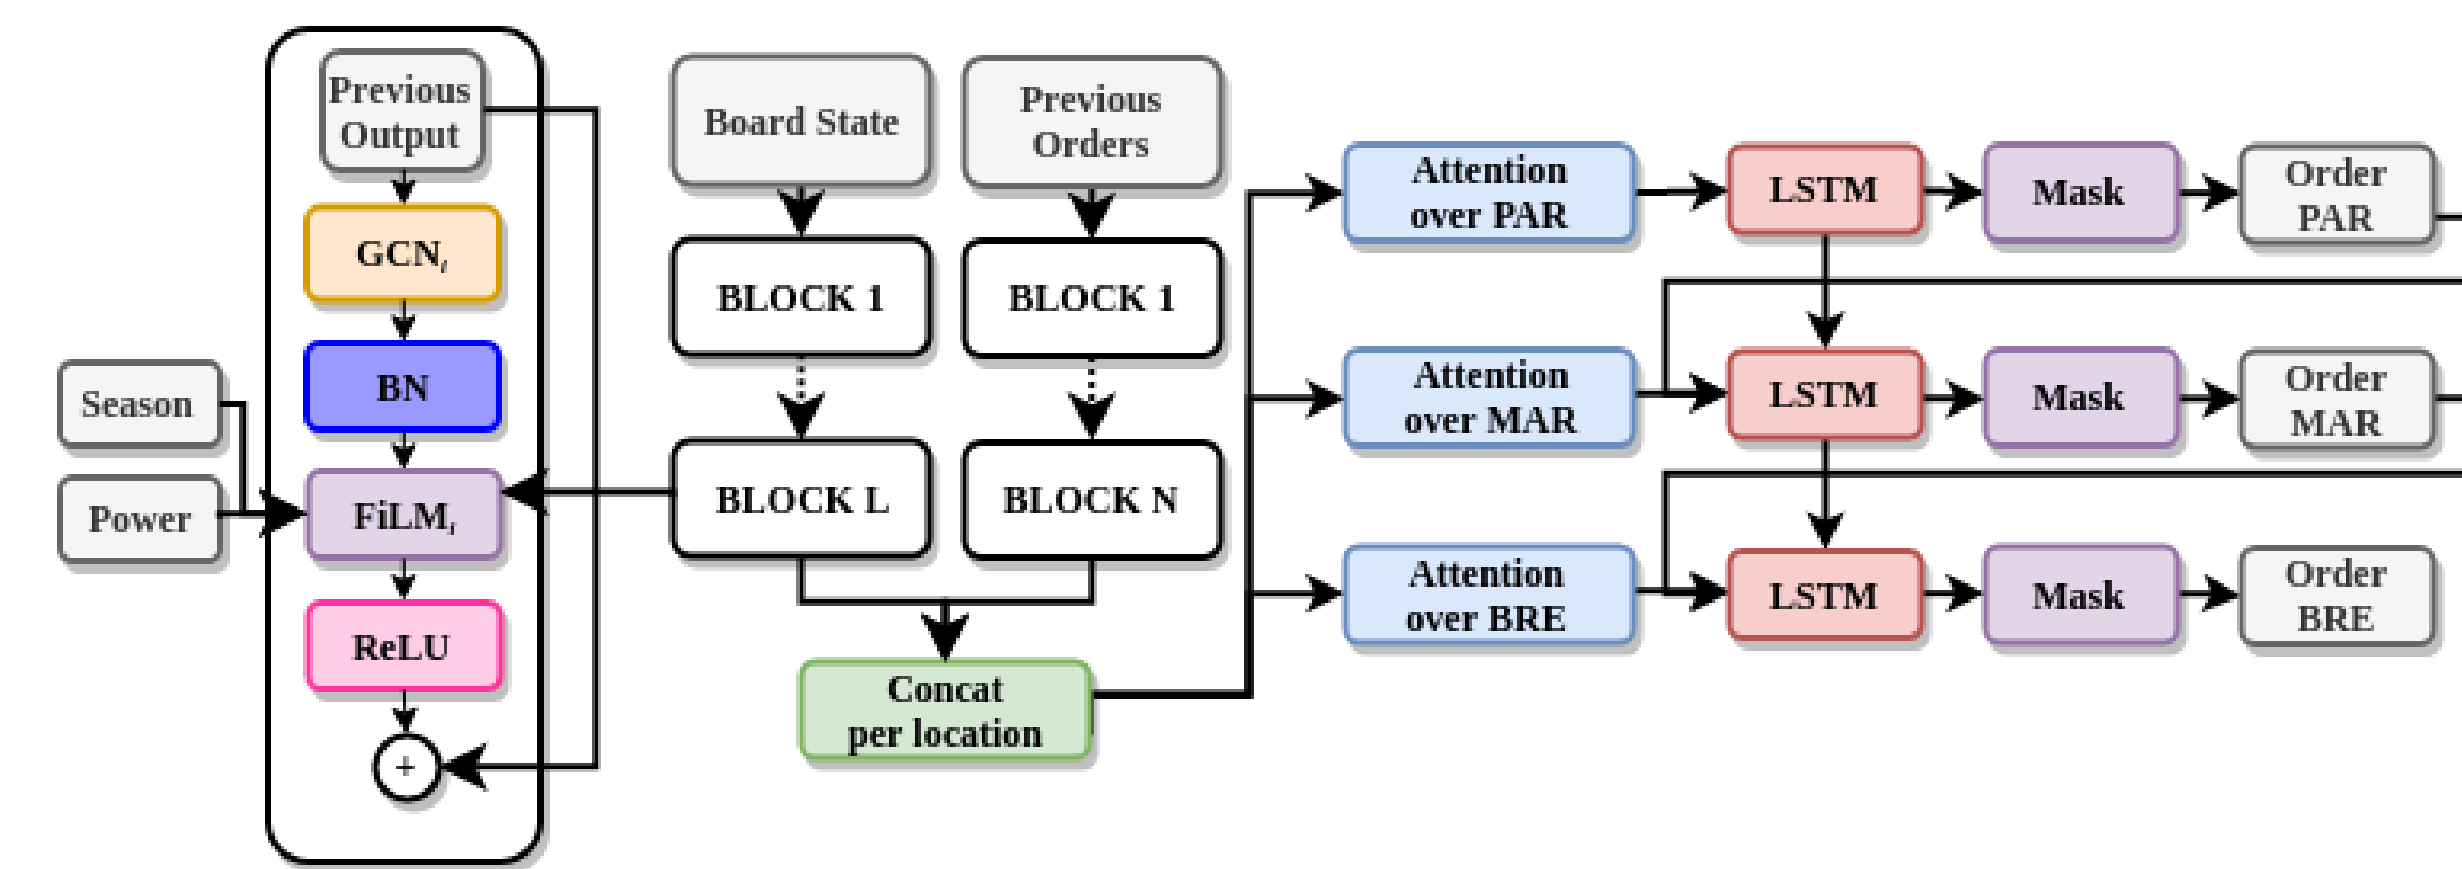 Previous
Output
GCN_l
BN
Season
Power
FiLM_l
ReLU
+
Board State
Previous
Orders
BLOCK 1
BLOCK 1
BLOCK L
BLOCK N
Concat
per location
Attention
over PAR
LSTM
Mask
Order
PAR
Attention
over MAR
LSTM
Mask
Order
MAR
Attention
over BRE
LSTM
Mask
Order
BRE